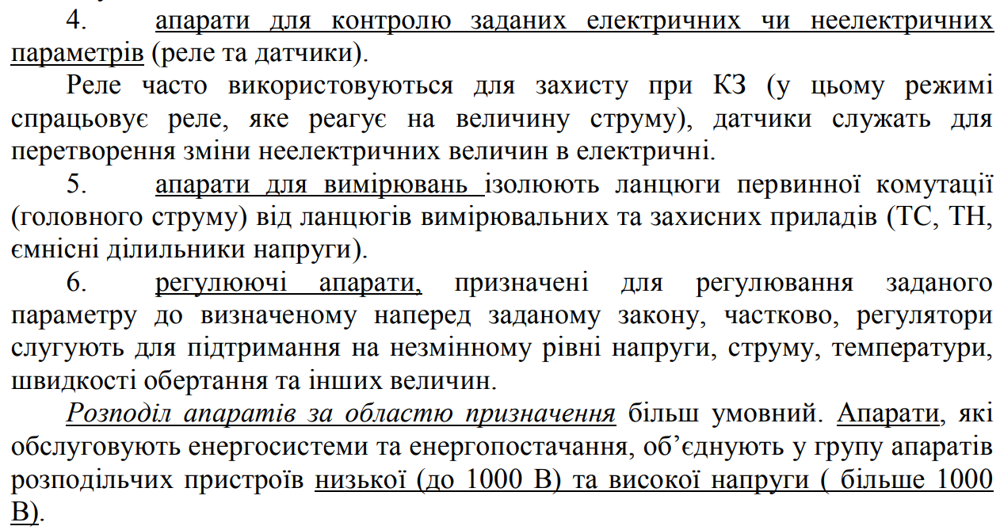 4. апарати для контролю заданих електричних чи неелектричних
параметрів (реле та датчики).
Реле часто використовуються для захисту при КЗ (у цьому режимі
спрацьовує реле, яке реагує на величину струму), датчики служать для
перетворення зміни неелектричних величин в електричні.
5. апарати для вимірювань ізолюють ланцюги первинної комутації
(головного струму) від ланцюгів вимірювальних та захисних приладів (ТС, ТН,
ємнісні ділильники напруги).
6. регулюючі апарати, призначені для регулювання заданого
параметру до визначеному наперед заданому закону, частково, регулятори
слугують для підтримання на незмінному рівні напруги, струму, температури,
швидкості обертання та інших величин.
Розподіл апаратів за областю призначення більш умовний. Апарати, які
обслуговують енергосистеми та енергопостачання, об’єднують у групу апаратів
розподільчих пристроїв низької (до 1000 В) та високої напруги ( більше 1000
В).